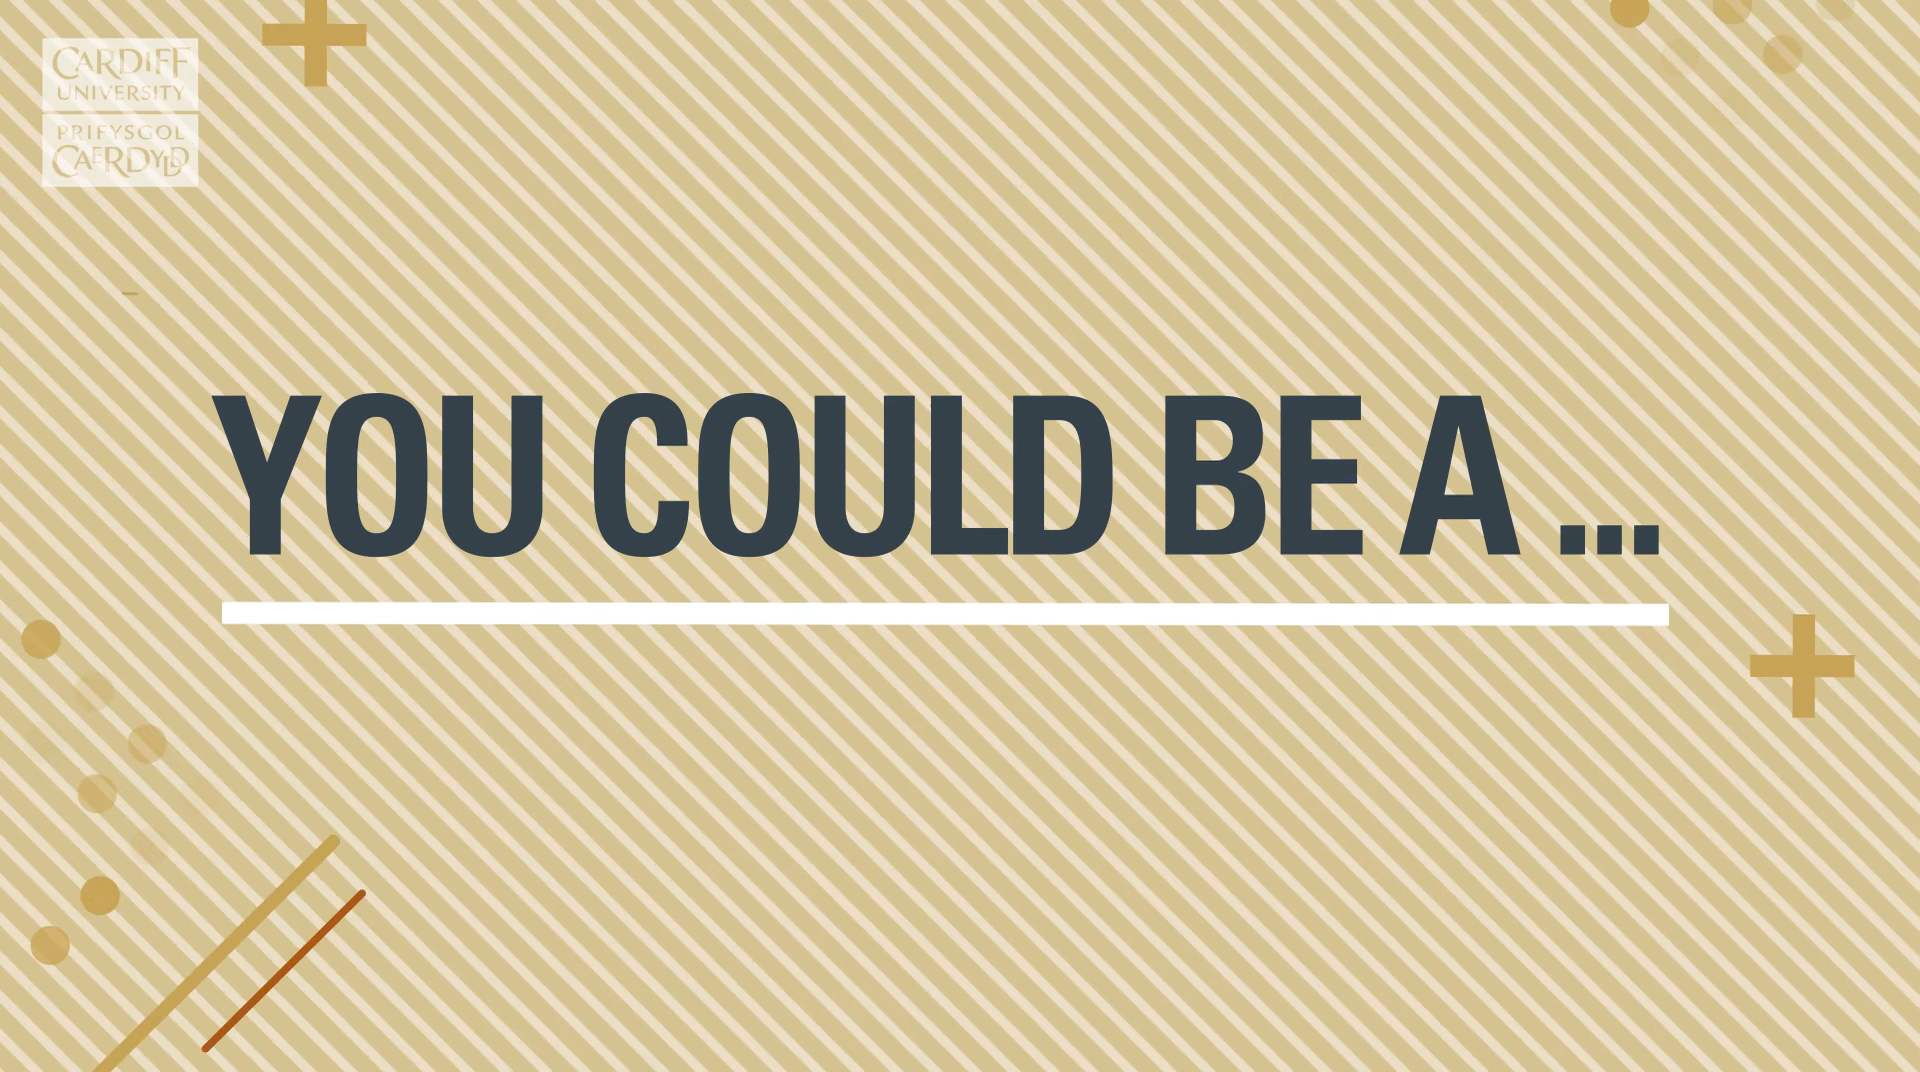 CARDIFF
UNIVERSITY
PRIFYSGOL
CAERDYDD
YOU COULD BE A ...